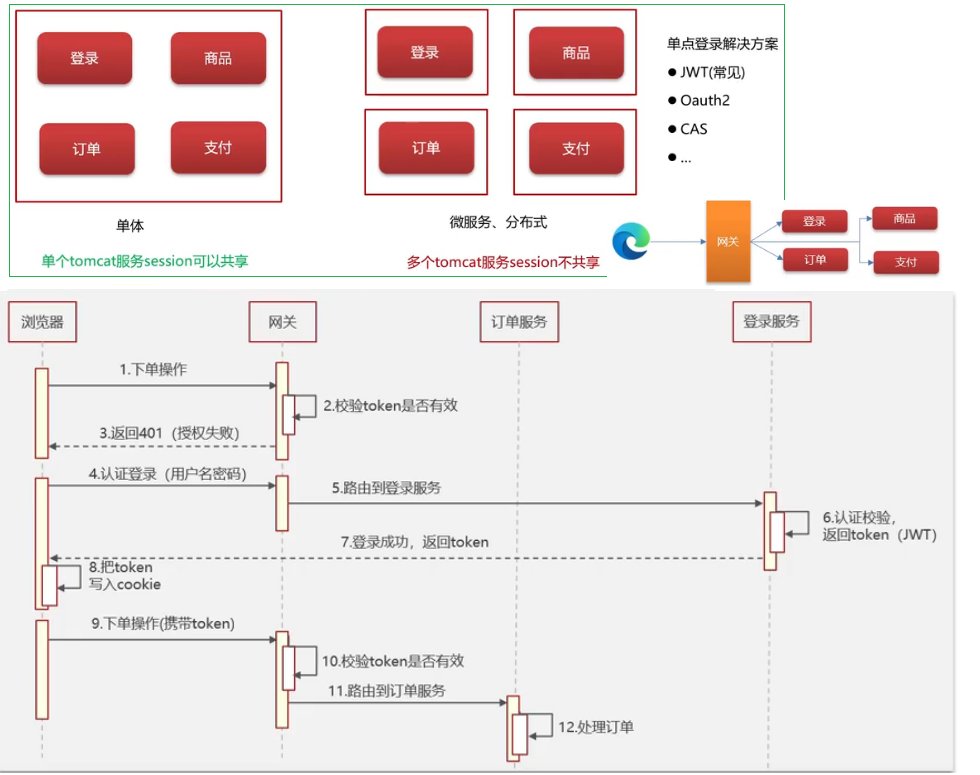 登录
商品
订单
支付
单体
单个tomcat服务session可以共享
登录
商品
订单
支付
微服务、分布式
多个tomcat服务session不共享
单点登录解决方案
● JWT(常见)
● Oauth2
● CAS
● ...
网关
登录
商品
订单
支付
浏览器
网关
订单服务
登录服务
1.下单操作
2.校验token是否有效
3.返回401（授权失败）
4.认证登录（用户名密码）
5.路由到登录服务
6.认证校验，
返回token（JWT）
7.登录成功，返回token
8.把token
写入cookie
9.下单操作(携带token)
10.校验token是否有效
11.路由到订单服务
12.处理订单